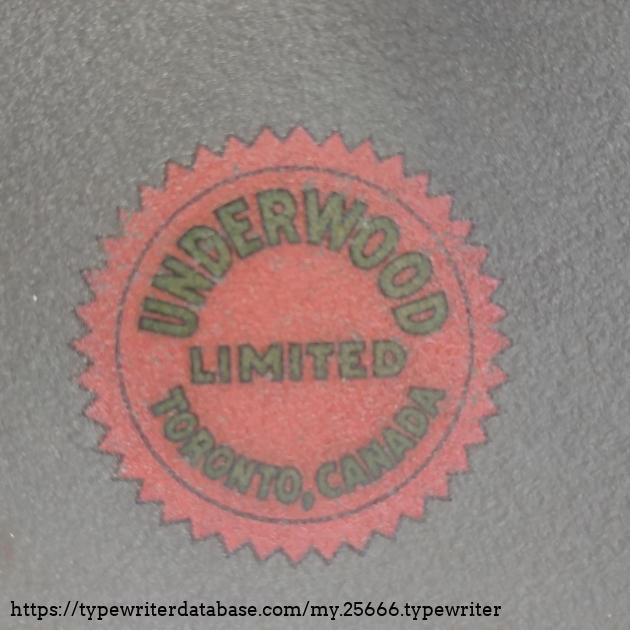 UNDERWOOD
LIMITED
TORONTO, CANADA
https://typewriterdatabase.com/my.25666.typewriter